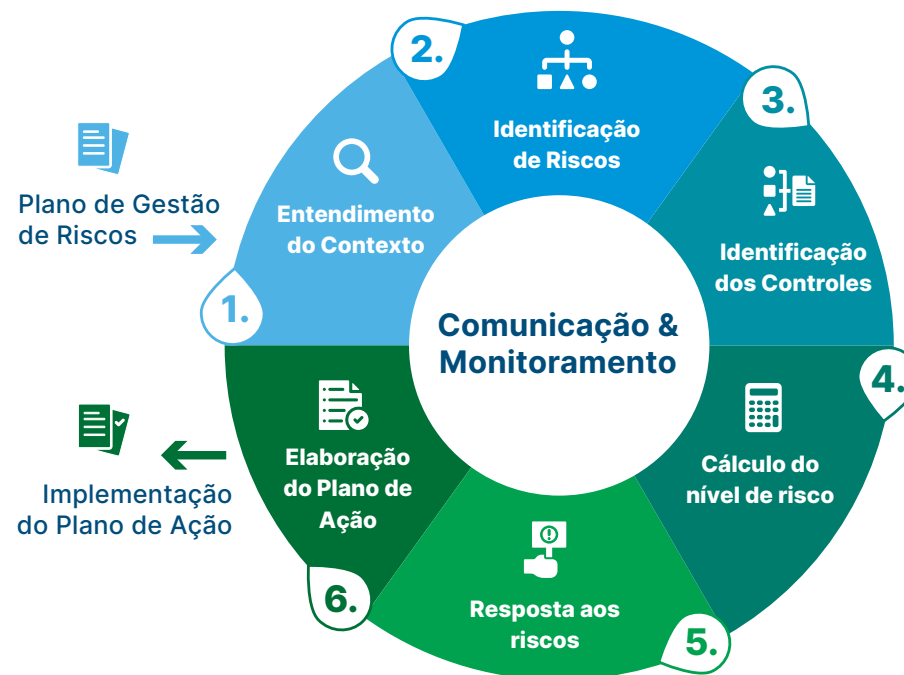 Plano de Gestão
de Riscos
1.
Entendimento
do Contexto
2.
Identificação
de Riscos
3.
Identificação
dos Controles
4.
Cálculo do
nível de risco
5.
Resposta aos
riscos
6.
Elaboração
do Plano de
Ação
Implementação
do Plano de Ação
Comunicação &
Monitoramento